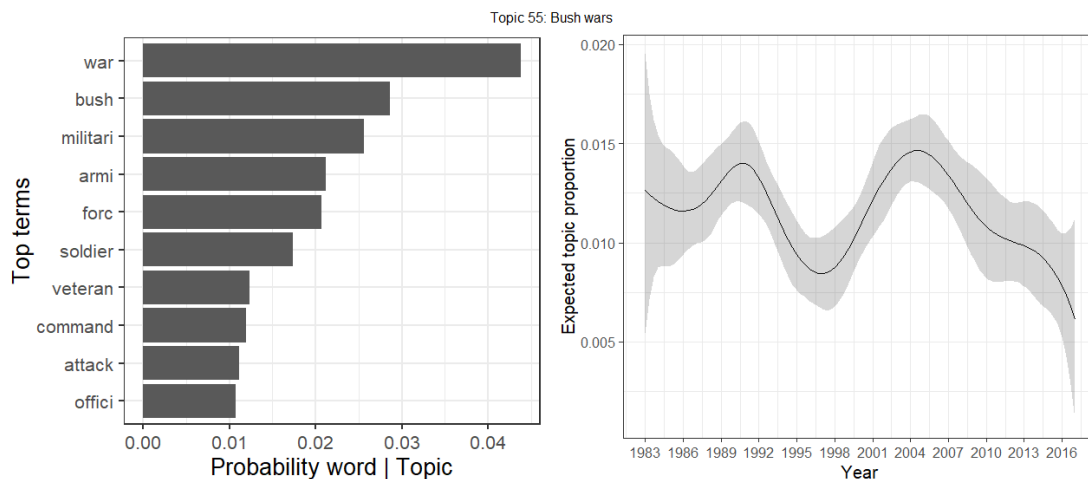 Topic 55: Bush wars
Top terms
war
bush
militari
armi
forc
soldier
veteran
command
attack
offici
0.00 0.01 0.02 0.03 0.04
Probability word | Topic
Expected topic proportion
0.020
0.015
0.010
0.005
1983 1986 1989 1992 1995 1998 2001 2004 2007 2010 2013 2016
Year